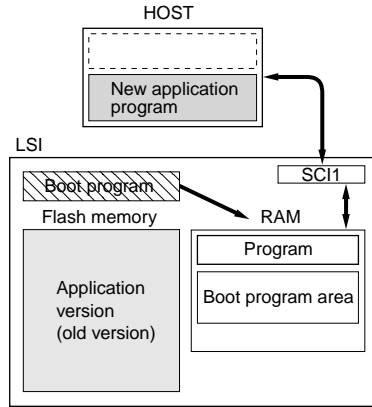 HOST
New application
program
LSI
SCI1
Boot program
Flash memory
RAM
Program
Application
version
(old version)
Boot program area